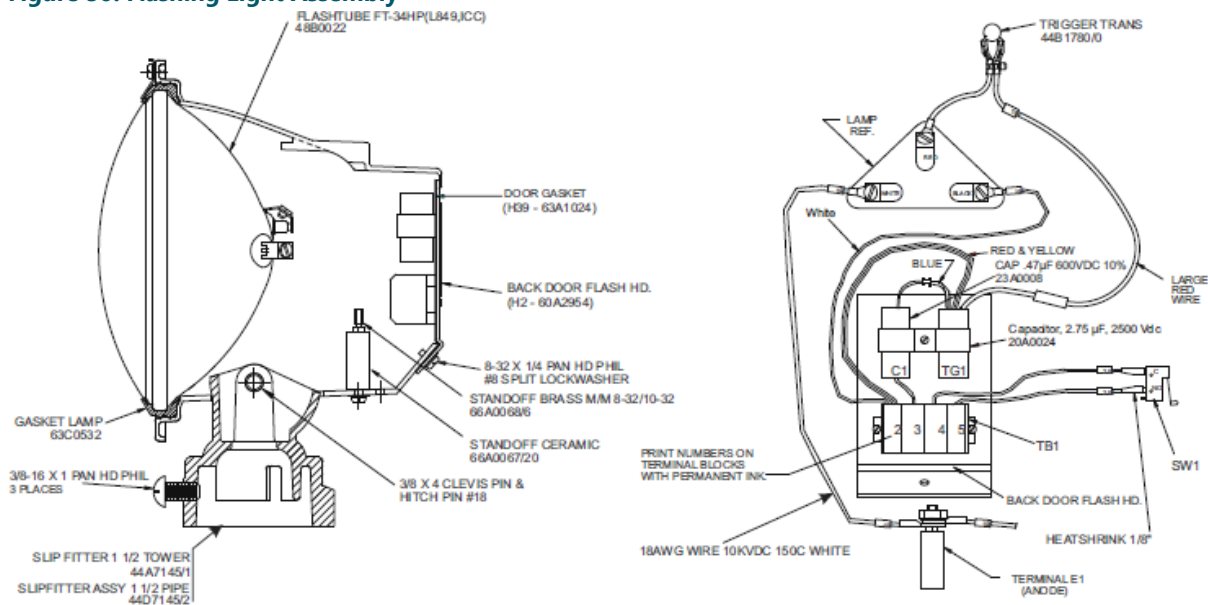 FLASHTUBE FT-34HP(L849,ICC)
48B0022
DOOR GASKET
(H39 - 63A1024)
BACK DOOR FLASH HD.
(H2 - 60A2954)
8-32 X 1/4 PAN HD PHIL
#8 SPLIT LOCKWASHER
STANDOFF BRASS M/M 8-32/10-32
66A0068/6
STANDOFF CERAMIC
66A0067/20
3/8 X 4 CLEVIS PIN &
HITCH PIN #18
GASKET LAMP
63C0532
3/8-16 X 1 PAN HD PHIL
3 PLACES
SLIP FITTER 1 1/2 TOWER
44A7145/1
SLIPFITTER ASSY 1 1/2 PIPE
44D7145/2
TRIGGER TRANS
44B1780/0
LAMP
REF.
RED
WHITE
BLACK
White
RED & YELLOW
BLUE
CAP .47µF 600VDC 10%
23A0008
LARGE
RED
WIRE
Capacitor, 2.75 µF, 2500 Vdc
20A0024
C1
TG1
C
NO
2
3
4
5
TB1
SW1
PRINT NUMBERS ON
TERMINAL BLOCKS
WITH PERMANENT INK.
BACK DOOR FLASH HD.
HEATSHRINK 1/8"
18AWG WIRE 10KVDC 150C WHITE
TERMINAL E1
(ANODE)